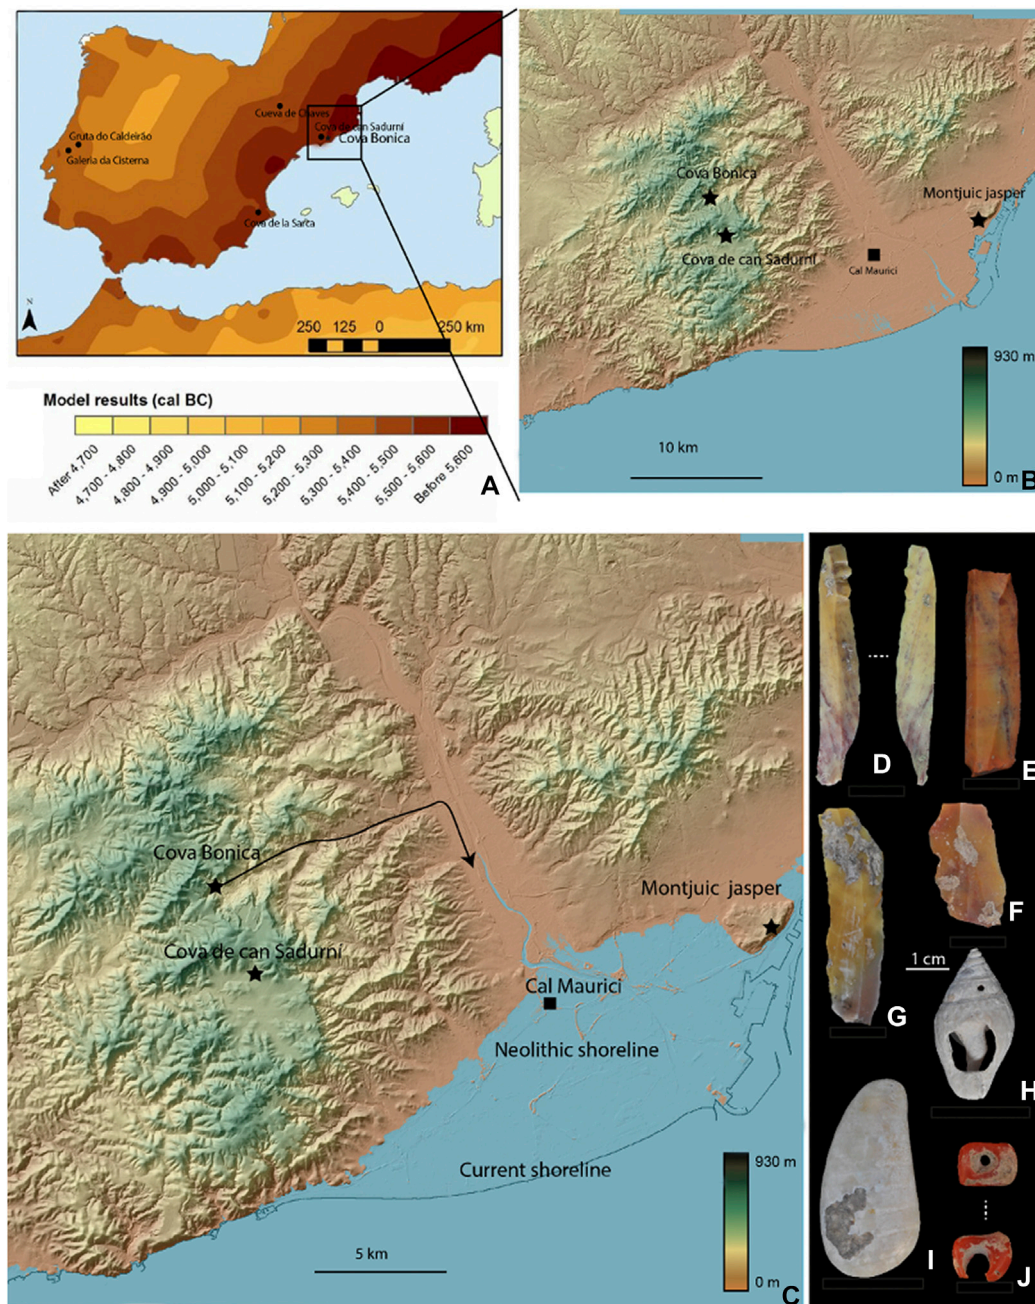 Cueva de Chaves
Cova de can Sadurní
Cova Bonica
Gruta do Caldeirão
Galeria da Cisterna
Cova de la Sarca
N
250 125 0 250 km
Model results (cal BC)
After 4,700
4,700 - 4,800
4,800 - 4,900
4,900 - 5,000
5,000 - 5,100
5,100 - 5,200
5,200 - 5,300
5,300 - 5,400
5,400 - 5,500
5,500 - 5,600
Before 5,600
A
Cova Bonica
Montjuic jasper
Cova de can Sadurní
Cal Maurici
930 m
10 km
0 m
B
Cova Bonica
Montjuic jasper
Cova de can Sadurní
Cal Maurici
Neolithic shoreline
Current shoreline
930 m
5 km
0 m
C
D
E
F
G
1 cm
H
I
J